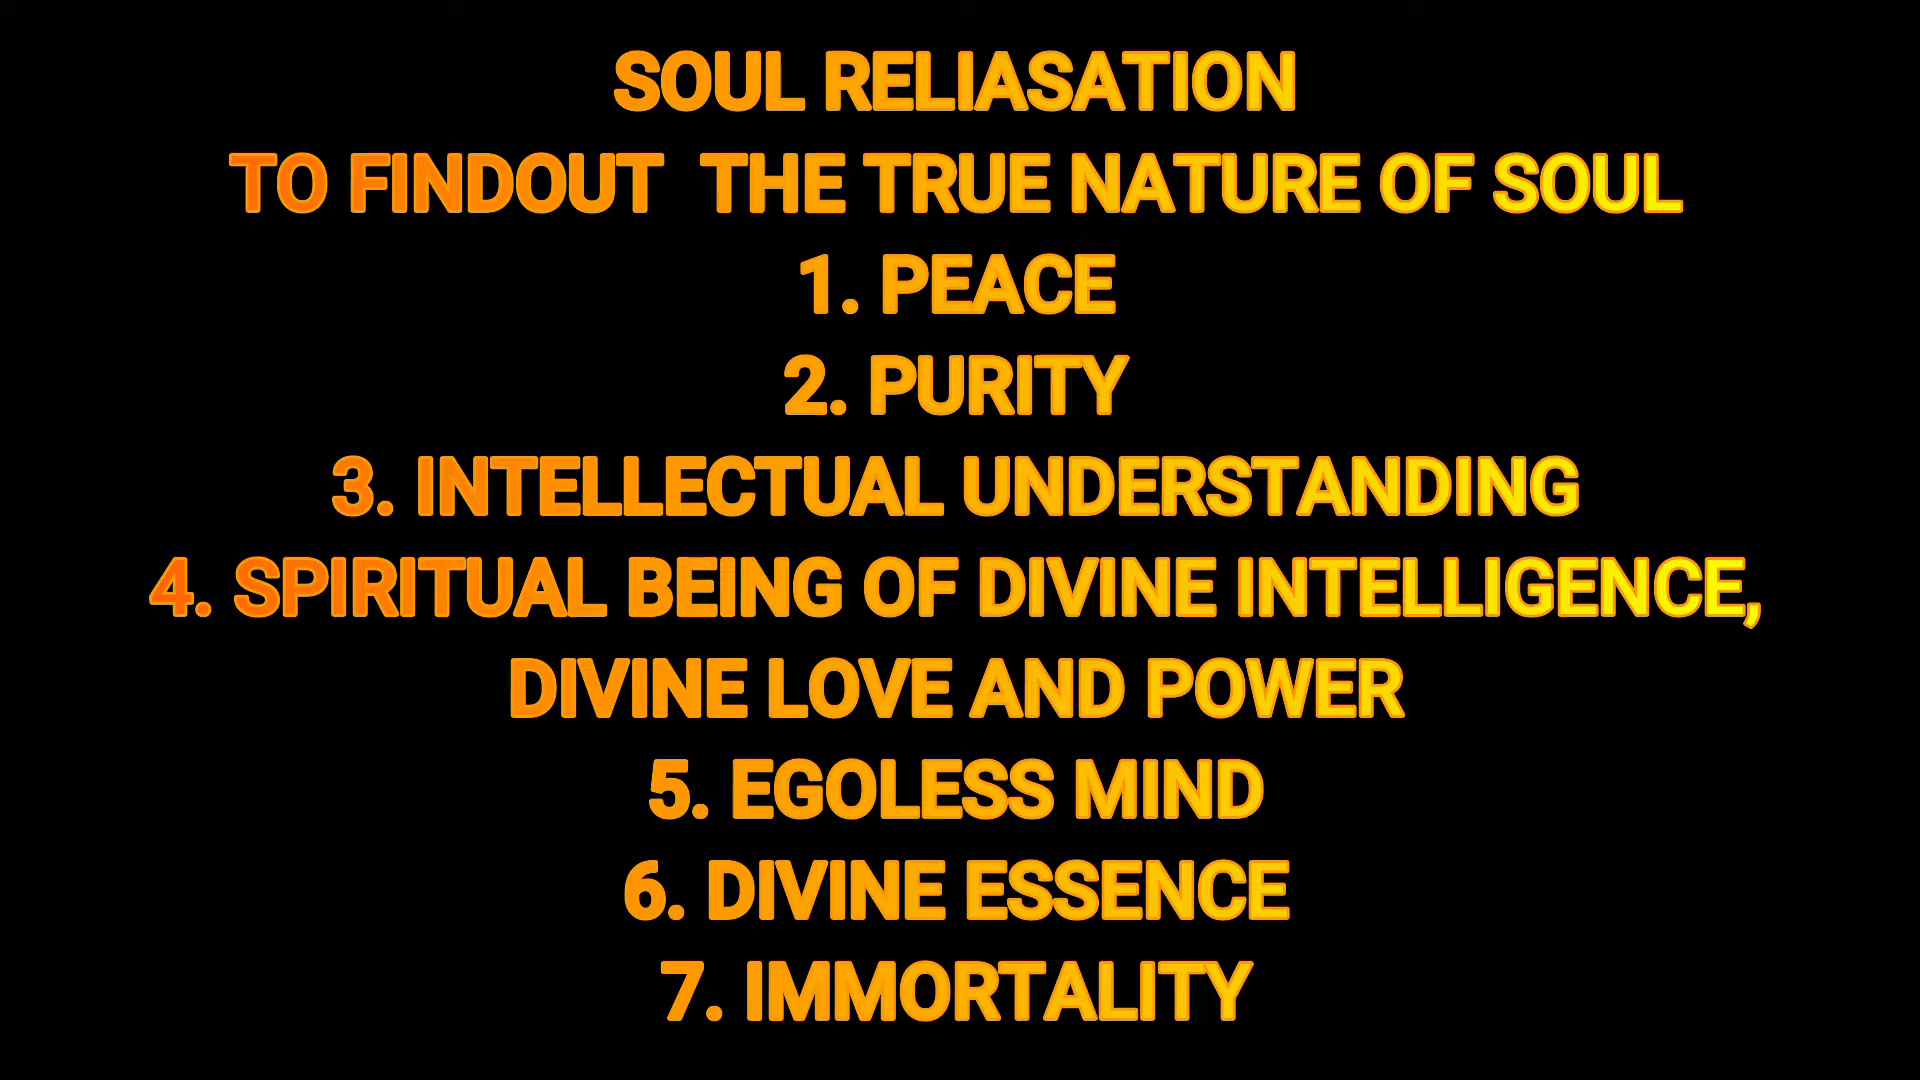 SOUL RELIASATION
TO FINDOUT THE TRUE NATURE OF SOUL
1. PEACE
2. PURITY
3. INTELLECTUAL UNDERSTANDING
4. SPIRITUAL BEING OF DIVINE INTELLIGENCE,
DIVINE LOVE AND POWER
5. EGOLESS MIND
6. DIVINE ESSENCE
7. IMMORTALITY